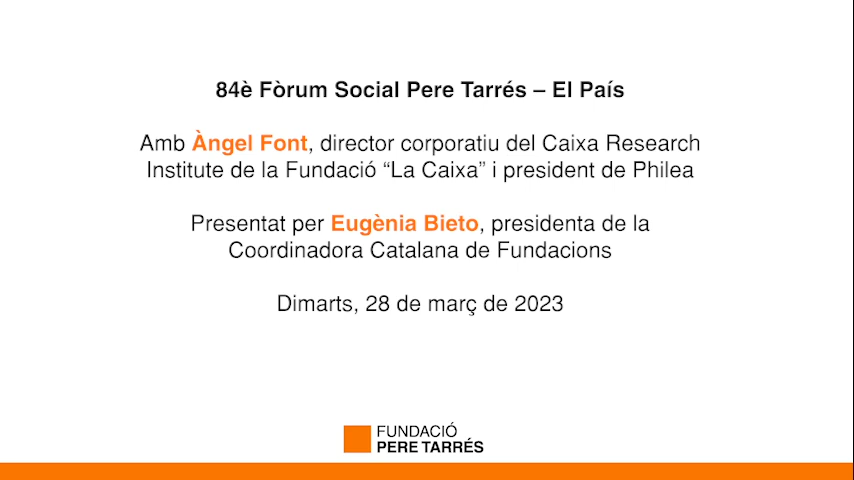 84è Fòrum Social Pere Tarrés – El País
Amb Àngel Font, director corporatiu del Caixa Research
Institute de la Fundació “La Caixa” i president de Philea
Presentat per Eugènia Bieto, presidenta de la
Coordinadora Catalana de Fundacions
Dimarts, 28 de març de 2023
FUNDACIÓ
PERE TARRÉS